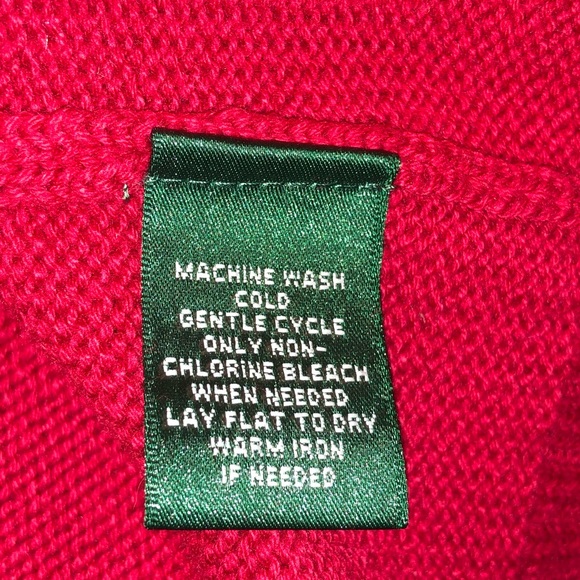 MACHINE WASH
COLD
GENTLE CYCLE
ONLY NON-
CHLORINE BLEACH
WHEN NEEDED
LAY FLAT TO DRY
WARM IRON
IF NEEDED